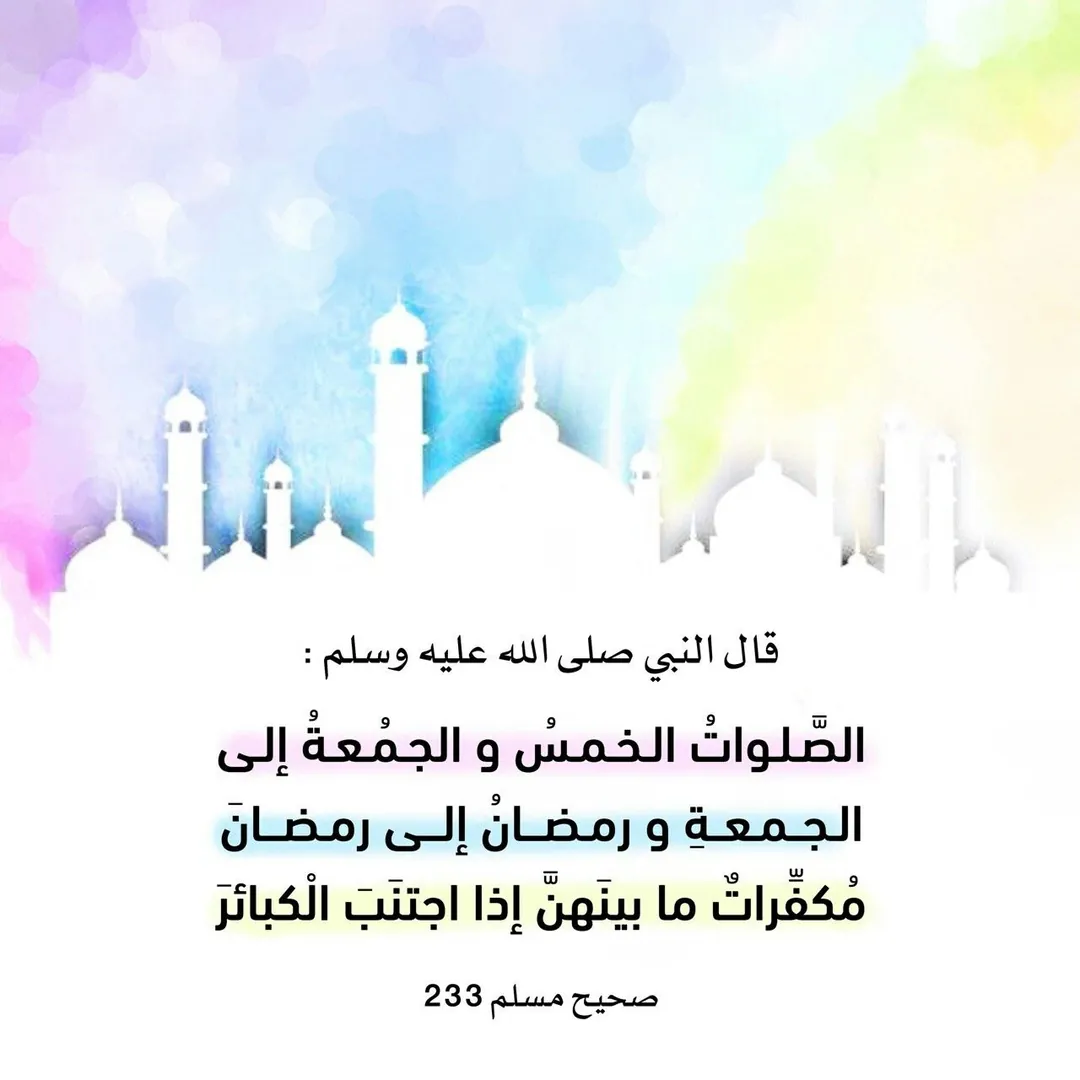 قال النبي صلى الله عليه وسلم :
الصَّلواتُ الخمسُ و الجمُعةُ إلى
الجمعةِ و رمضانُ إلى رمضانَ
مُكفِّراتٌ ما بينَهنَّ إذا اجتنَبَ الْكبائرَ
صحيح مسلم 233